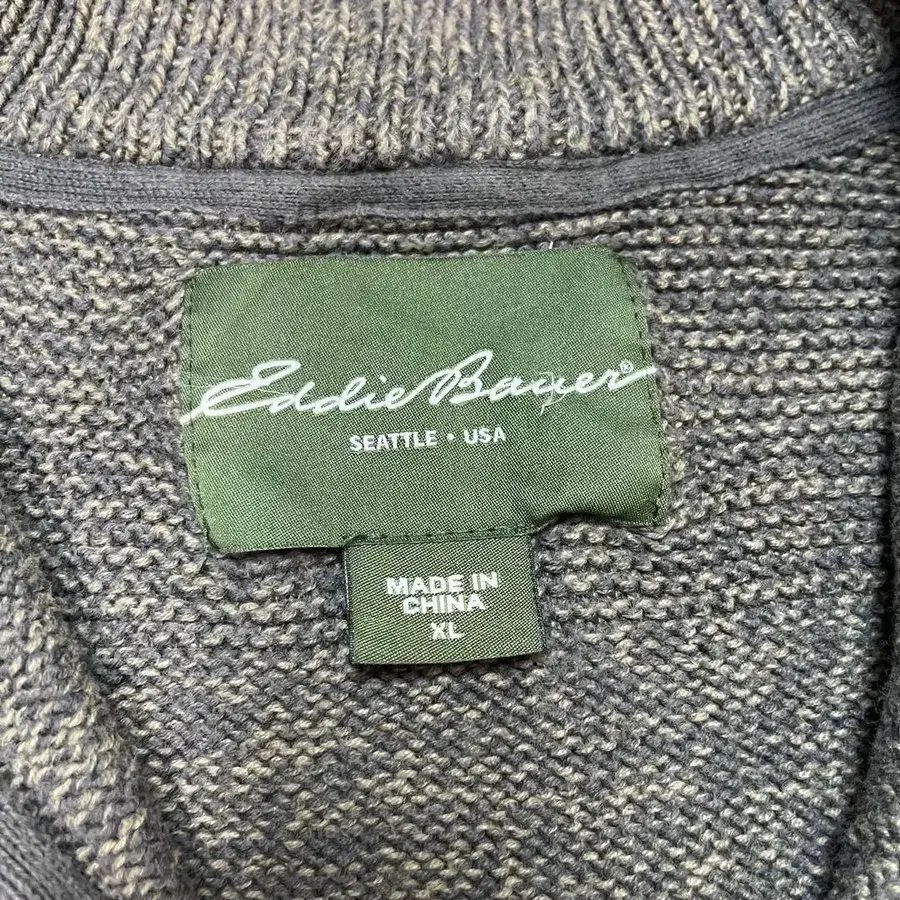 Eddie Bauer®
SEATTLE • USA
MADE IN
CHINA
XL